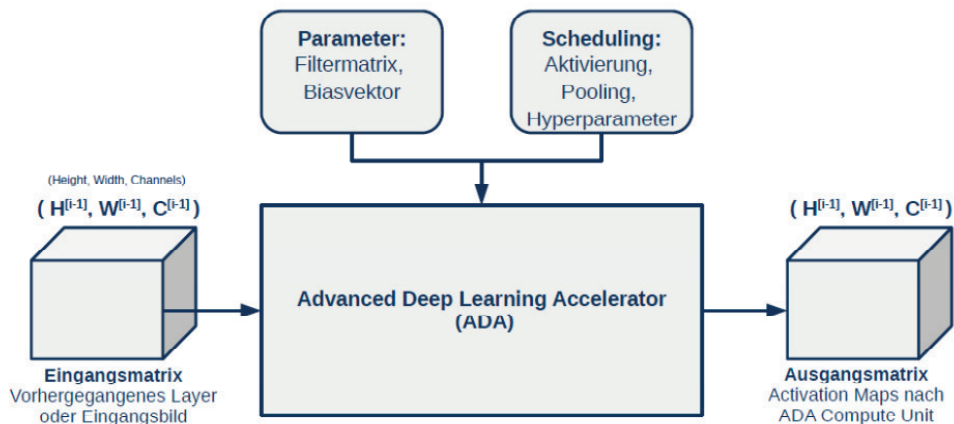 Parameter:
Filtermatrix,
Biasvektor
Scheduling:
Aktivierung,
Pooling,
Hyperparameter
(Height, Width, Channels)
( H[i-1], W[i-1], C[i-1] )
( H[i-1], W[i-1], C[i-1] )
Advanced Deep Learning Accelerator
(ADA)
Eingangsmatrix
Vorhergegangenes Layer
oder Eingangsbild
Ausgangsmatrix
Activation Maps nach
ADA Compute Unit